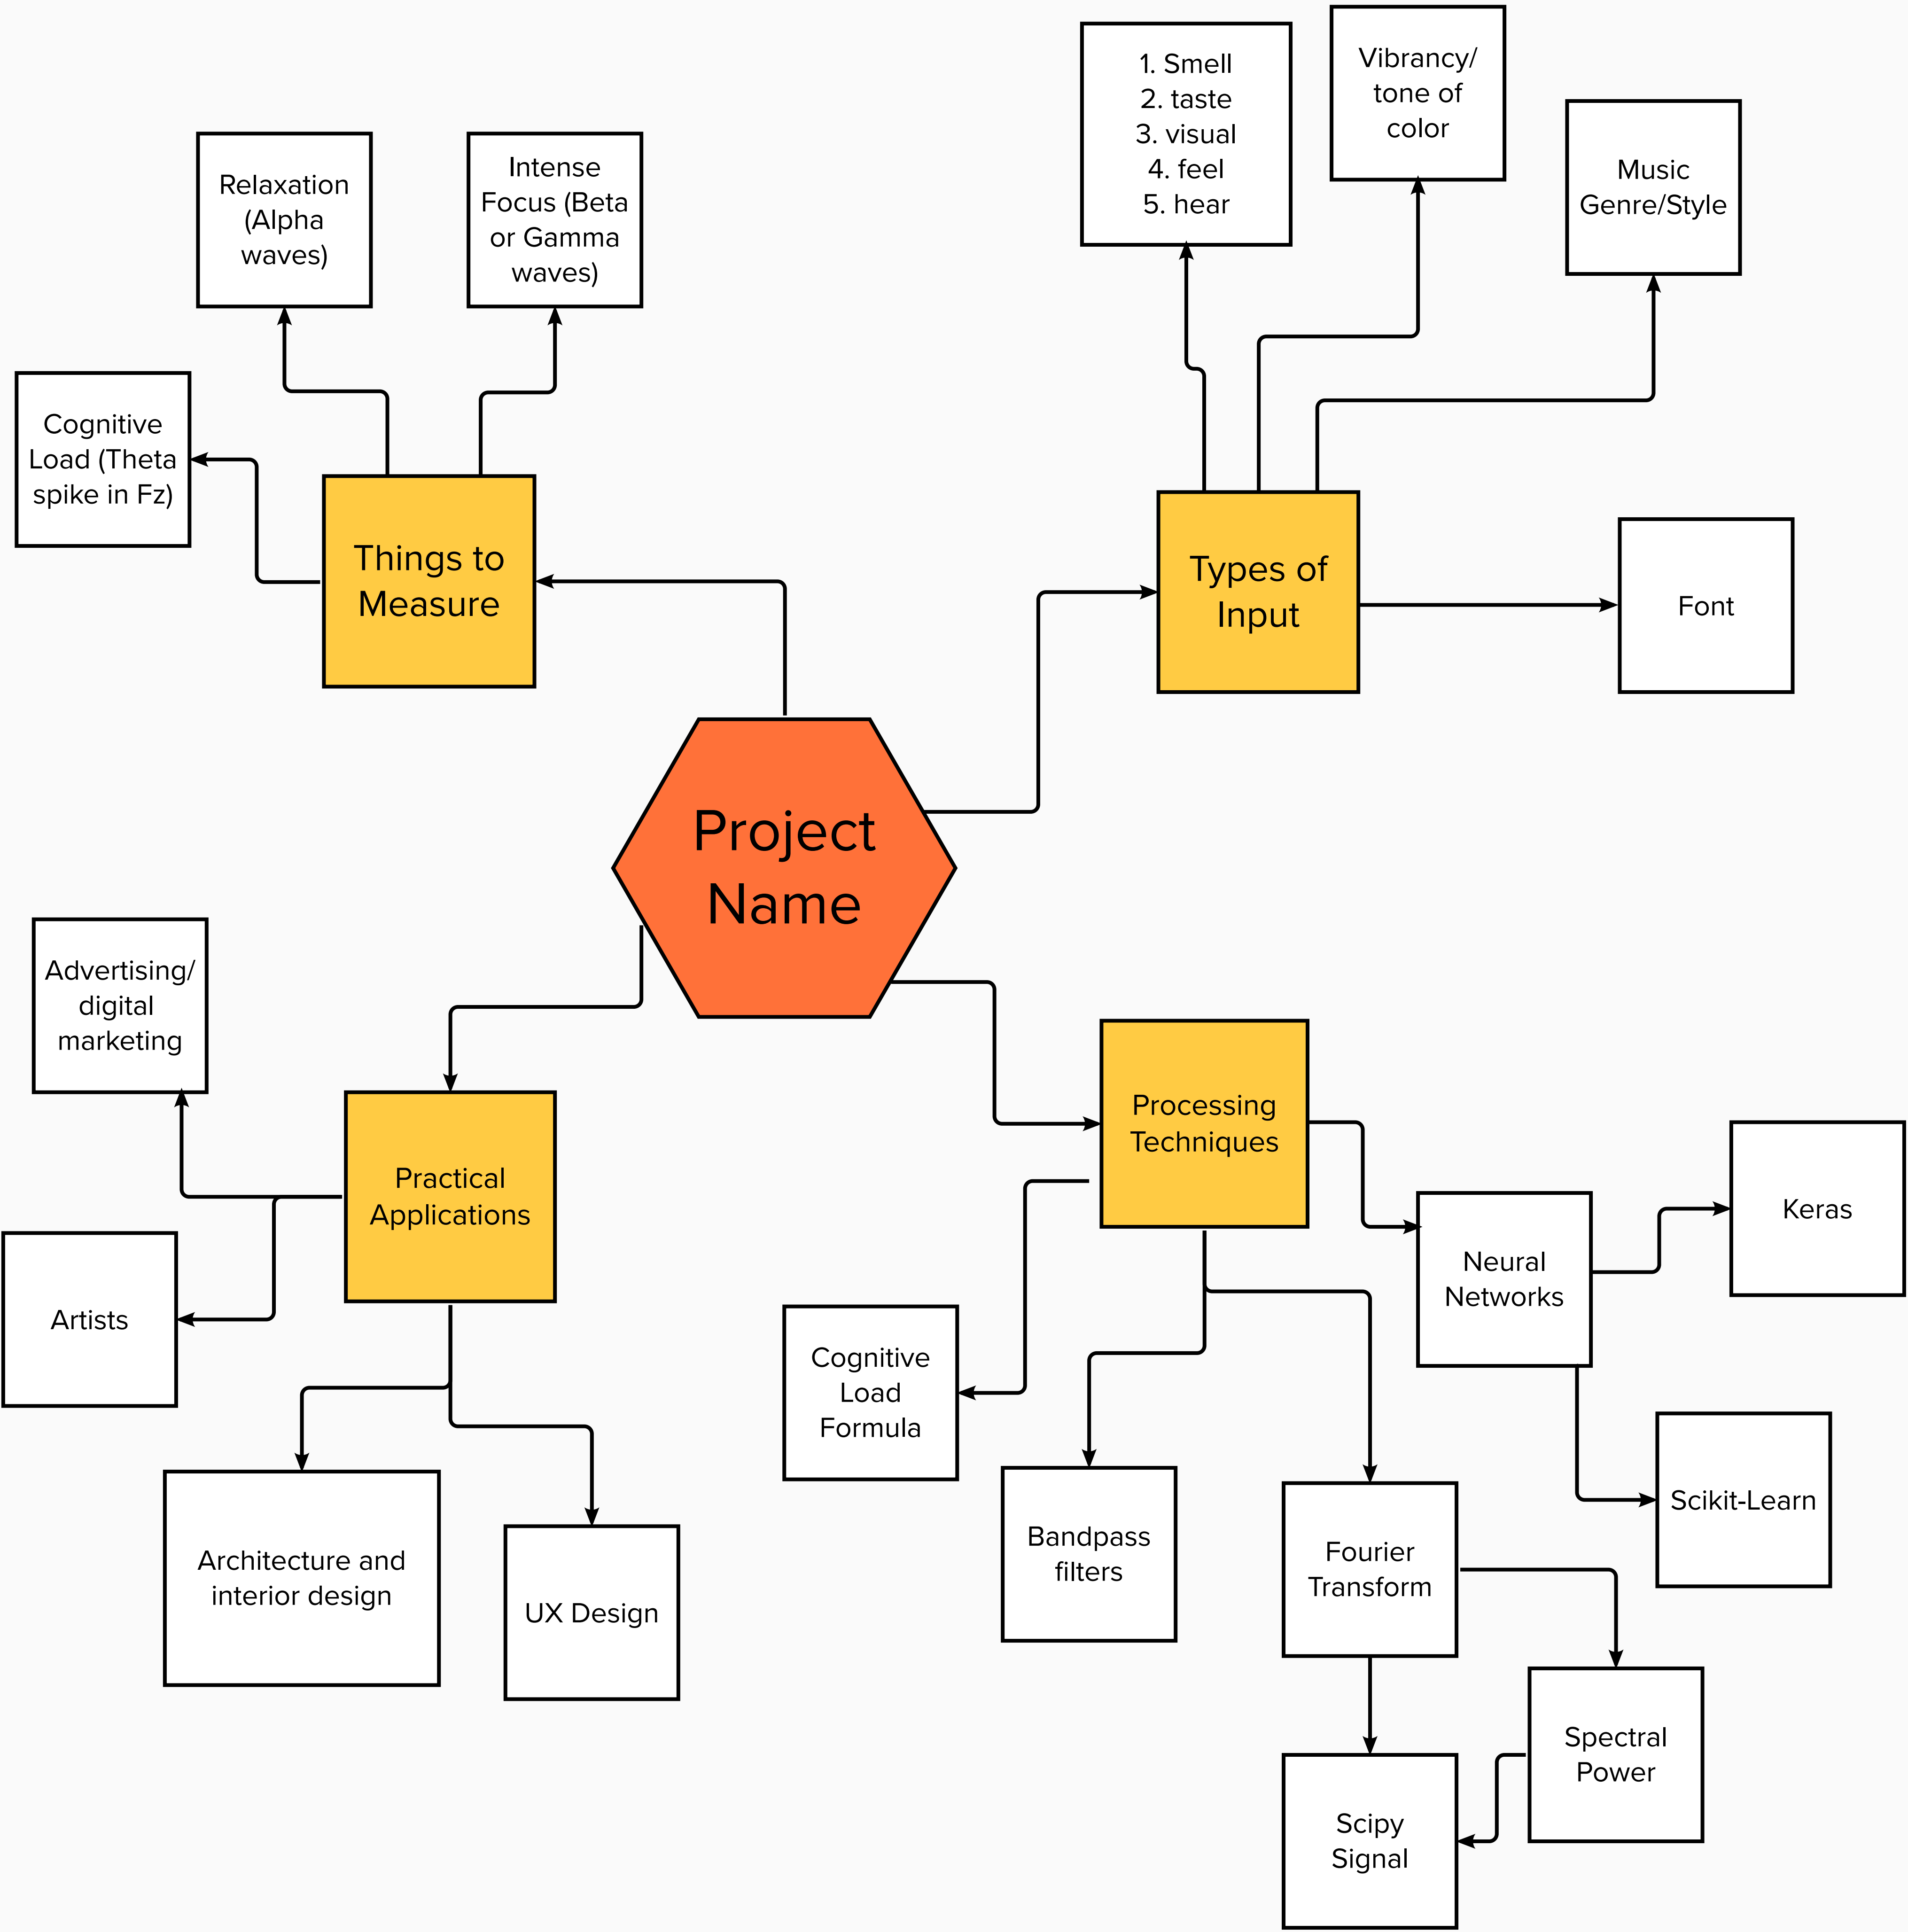 1. Smell
2. taste
3. visual
4. feel
5. hear
Vibrancy/
tone of
color
Music
Genre/Style
Relaxation
(Alpha
waves)
Intense
Focus (Beta
or Gamma
waves)
Cognitive
Load (Theta
spike in Fz)
Things to
Measure
Types of
Input
Font
Project
Name
Advertising/
digital
marketing
Practical
Applications
Artists
Architecture and
interior design
UX Design
Processing
Techniques
Neural
Networks
Keras
Cognitive
Load
Formula
Scikit-Learn
Bandpass
filters
Fourier
Transform
Spectral
Power
Scipy
Signal